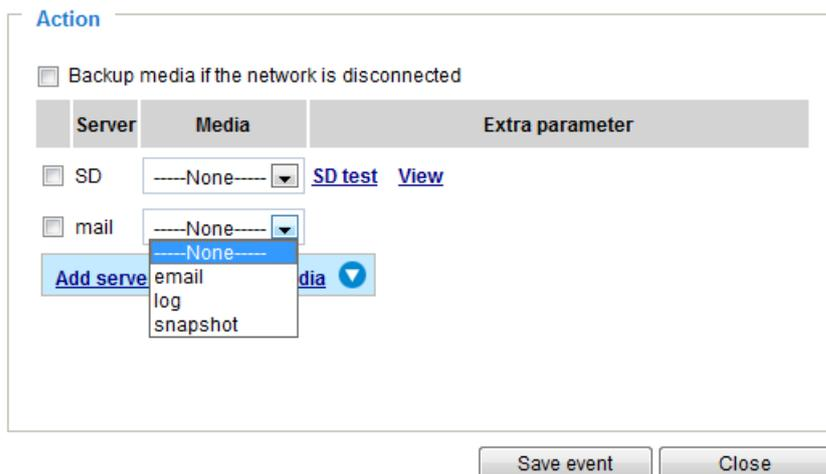 Action
Backup media if the network is disconnected
Server Media Extra parameter
SD -----None----- SD test View
mail -----None-----
-----None-----
Add serve dia
email
log
snapshot
Save event Close